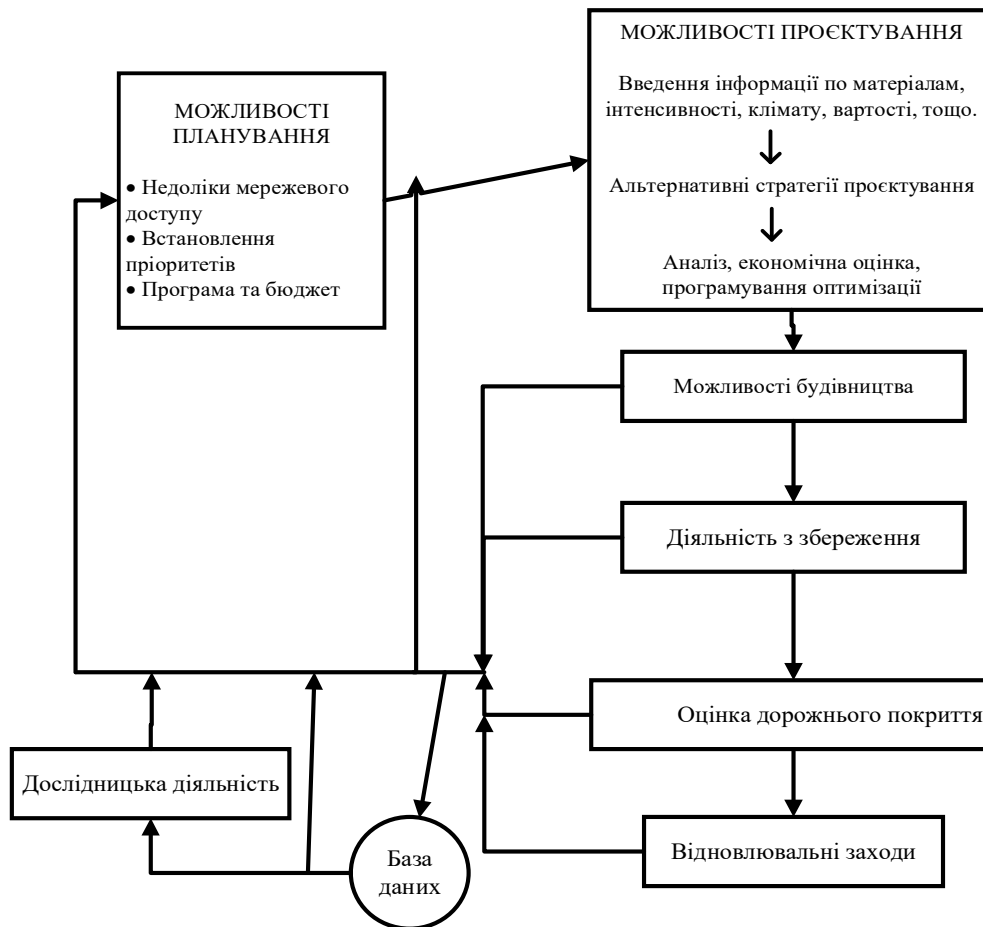 МОЖЛИВОСТІ
ПЛАНУВАННЯ
• Недоліки мережевого
доступу
• Встановлення
пріоритетів
• Програма та бюджет
МОЖЛИВОСТІ ПРОЄКТУВАННЯ
Введення інформації по матеріалам,
інтенсивності, клімату, вартості, тощо.
Альтернативні стратегії проєктування
Аналіз, економічна оцінка,
програмування оптимізації
Можливості будівництва
Діяльність з збереження
Оцінка дорожнього покриття
Відновлювальні заходи
Дослідницька діяльність
База
даних